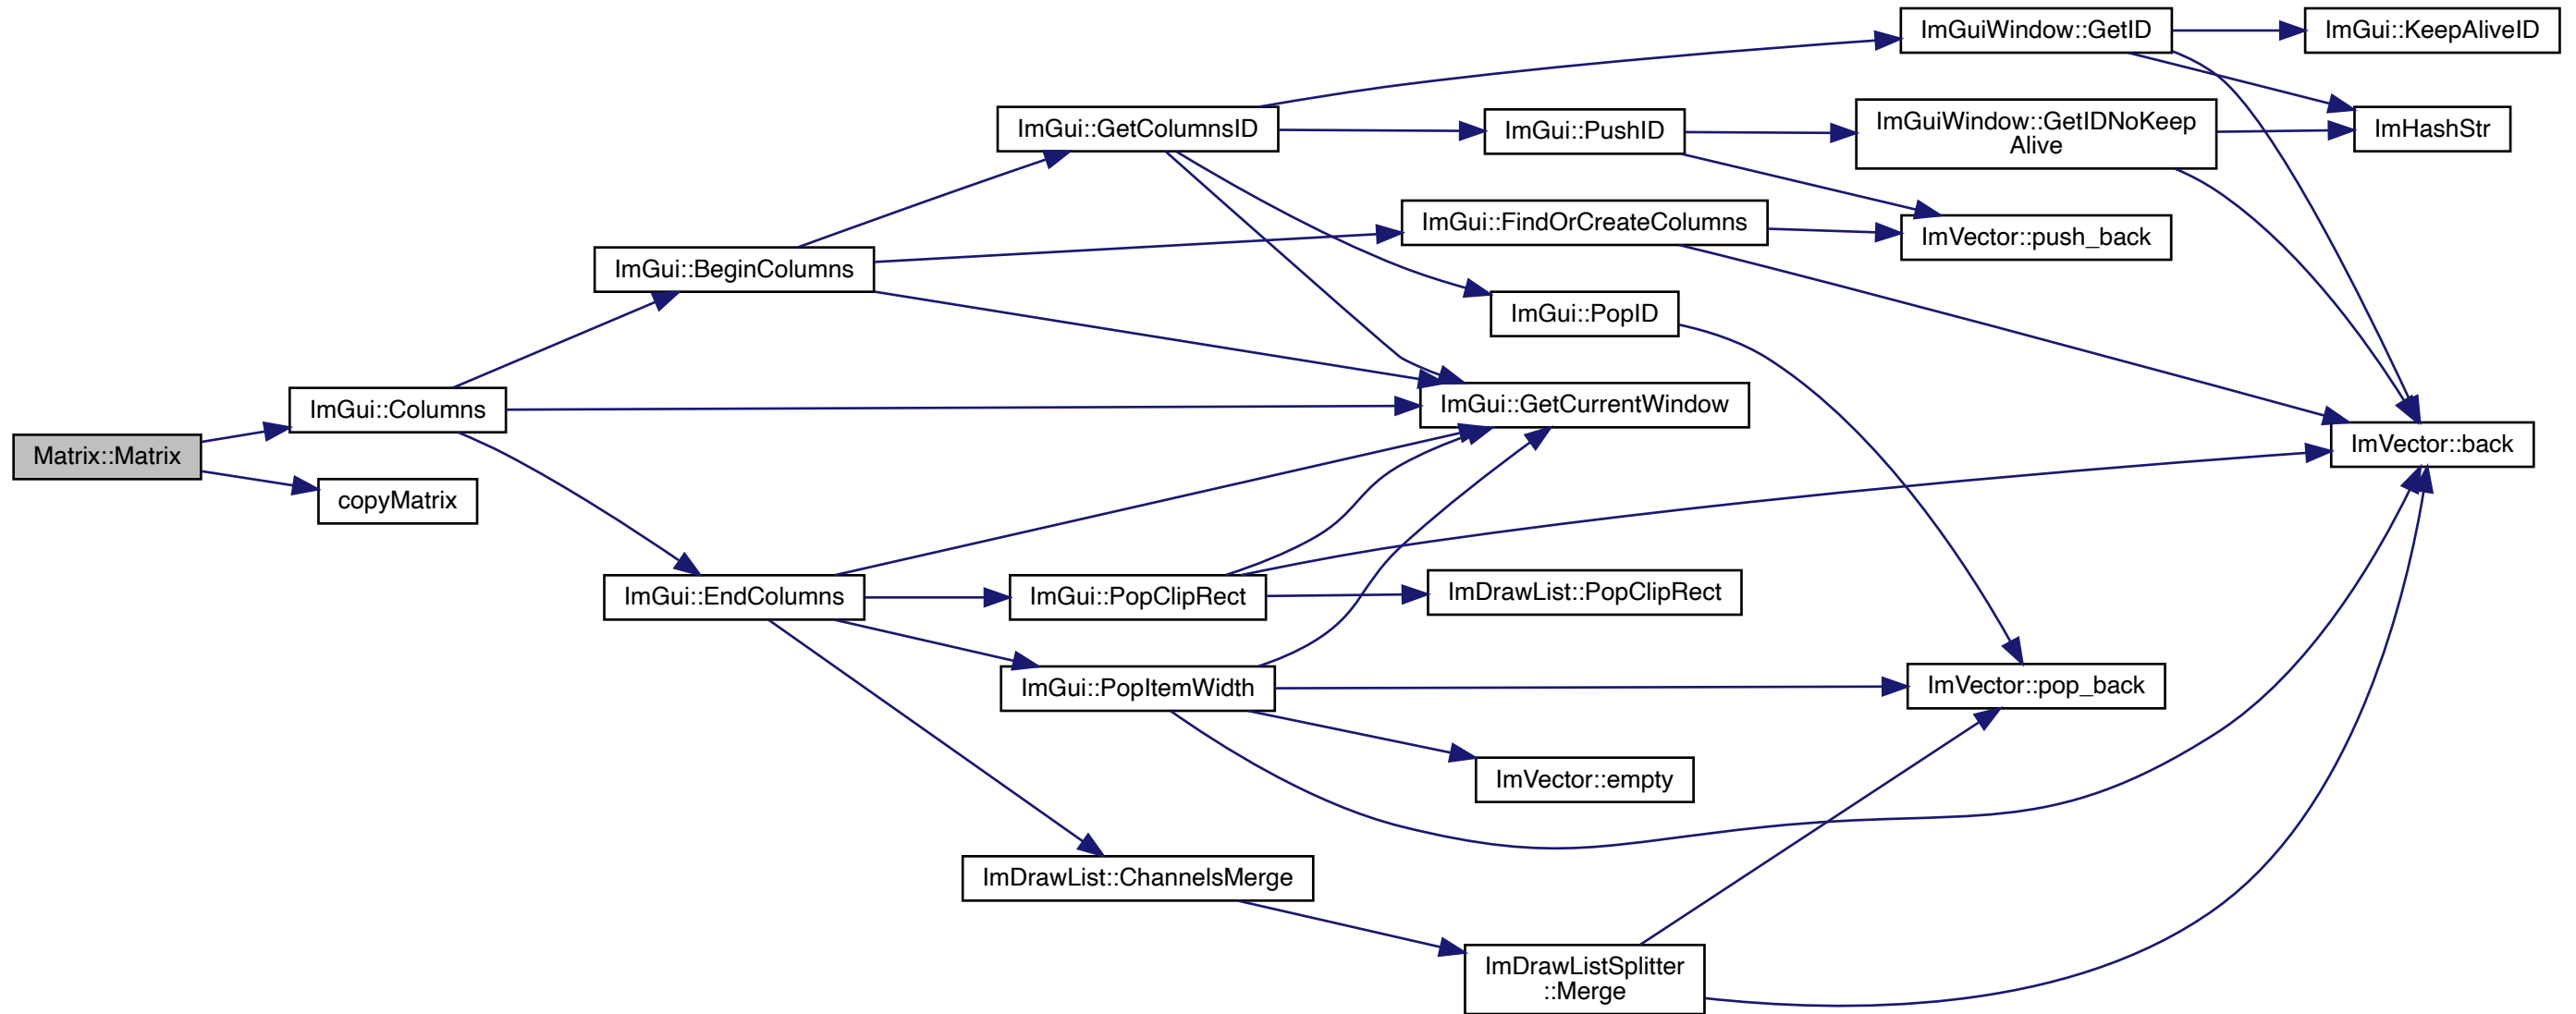 Matrix::Matrix
ImGui::Columns
copyMatrix
ImGui::BeginColumns
ImGui::EndColumns
ImGui::GetColumnsID
ImGui::PopClipRect
ImGui::PopItemWidth
ImDrawList::ChannelsMerge
ImGui::PushID
ImGui::FindOrCreateColumns
ImGui::PopID
ImGui::GetCurrentWindow
ImDrawList::PopClipRect
ImVector::empty
ImDrawListSplitter
::Merge
ImGuiWindow::GetID
ImGuiWindow::GetIDNoKeep
Alive
ImVector::push_back
ImVector::pop_back
ImGui::KeepAliveID
ImHashStr
ImVector::back